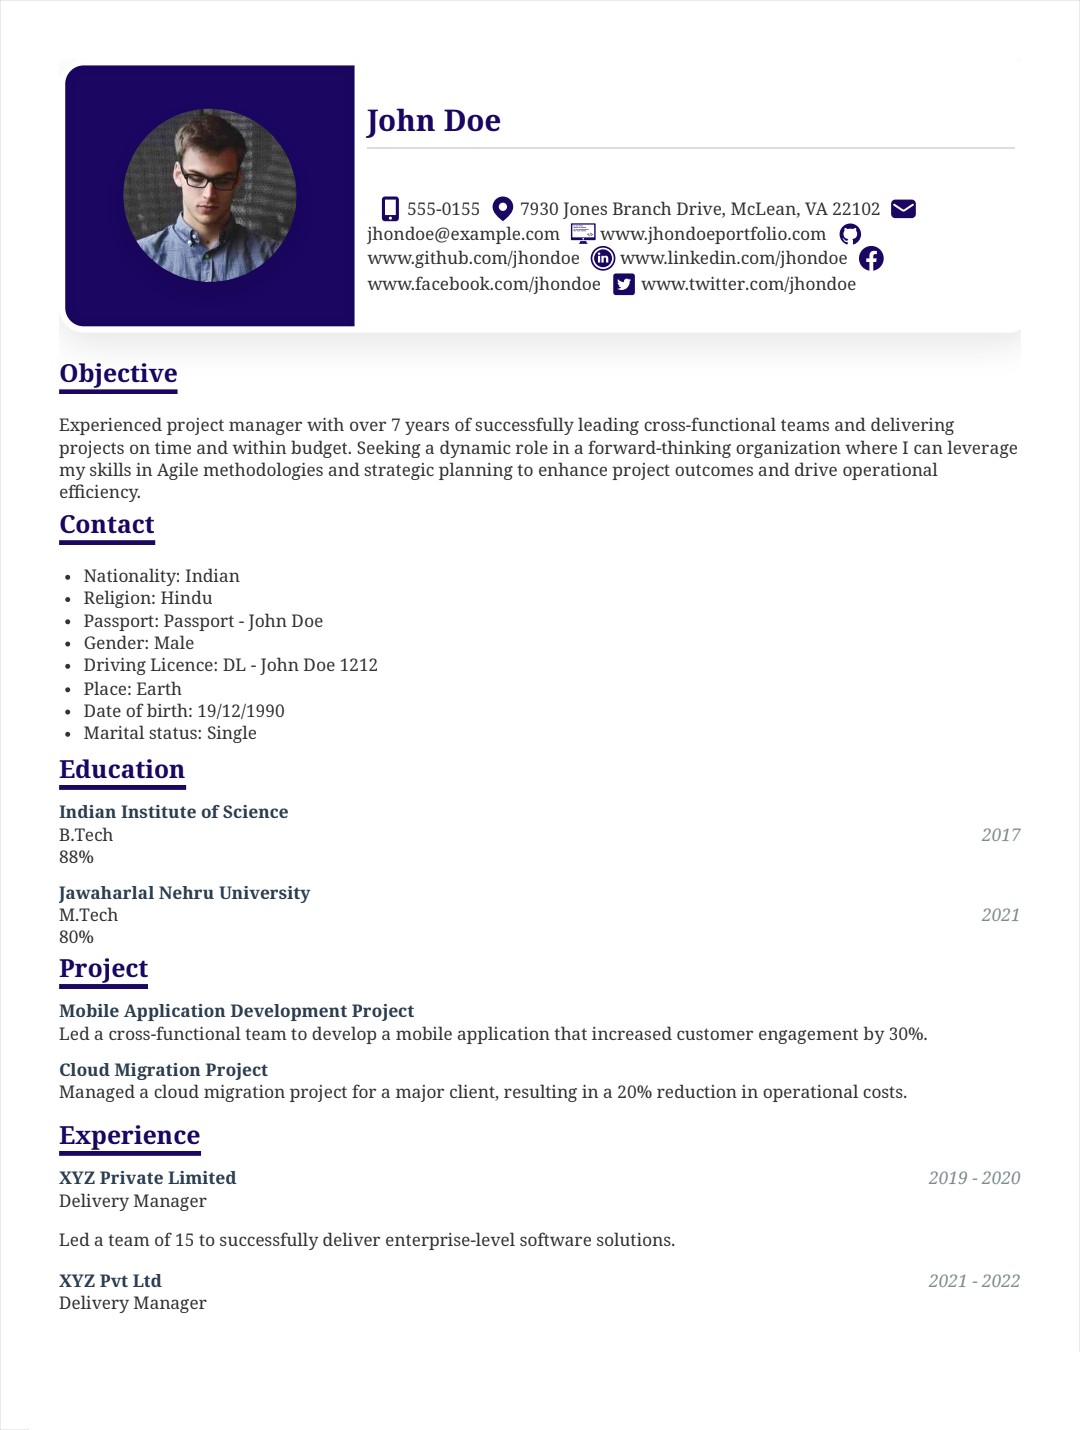 John Doe
555-0155 7930 Jones Branch Drive, McLean, VA 22102
jhondoe@example.com www.jhondoeportfolio.com
www.github.com/jhondoe www.linkedin.com/jhondoe
www.facebook.com/jhondoe www.twitter.com/jhondoe
Objective
Experienced project manager with over 7 years of successfully leading cross-functional teams and delivering
projects on time and within budget. Seeking a dynamic role in a forward-thinking organization where I can leverage
my skills in Agile methodologies and strategic planning to enhance project outcomes and drive operational
efficiency.
Contact
• Nationality: Indian
• Religion: Hindu
• Passport: Passport - John Doe
• Gender: Male
• Driving Licence: DL - John Doe 1212
• Place: Earth
• Date of birth: 19/12/1990
• Marital status: Single
Education
Indian Institute of Science
B.Tech 2017
88%
Jawaharlal Nehru University
M.Tech 2021
80%
Project
Mobile Application Development Project
Led a cross-functional team to develop a mobile application that increased customer engagement by 30%.
Cloud Migration Project
Managed a cloud migration project for a major client, resulting in a 20% reduction in operational costs.
Experience
XYZ Private Limited 2019 - 2020
Delivery Manager
Led a team of 15 to successfully deliver enterprise-level software solutions.
XYZ Pvt Ltd 2021 - 2022
Delivery Manager